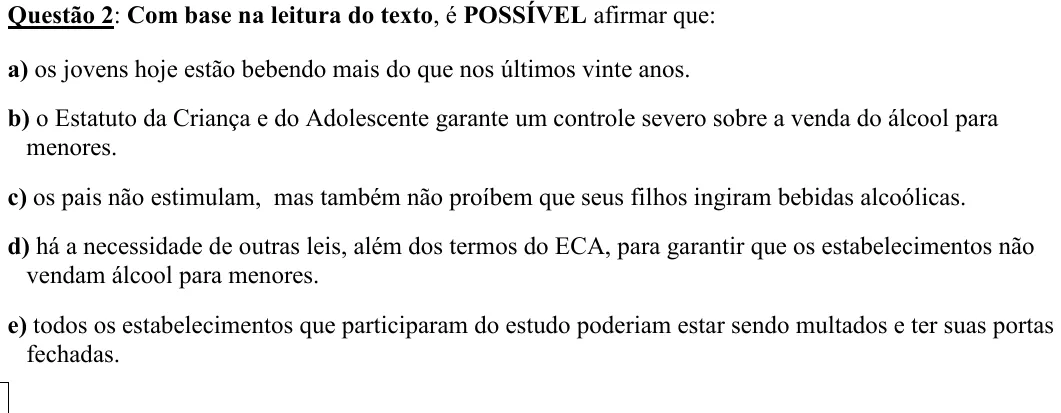 Questão 2: Com base na leitura do texto, é POSSÍVEL afirmar que:
a) os jovens hoje estão bebendo mais do que nos últimos vinte anos.
b) o Estatuto da Criança e do Adolescente garante um controle severo sobre a venda do álcool para
menores.
c) os pais não estimulam, mas também não proíbem que seus filhos ingiram bebidas alcoólicas.
d) há a necessidade de outras leis, além dos termos do ECA, para garantir que os estabelecimentos não
vendam álcool para menores.
e) todos os estabelecimentos que participaram do estudo poderiam estar sendo multados e ter suas portas
fechadas.